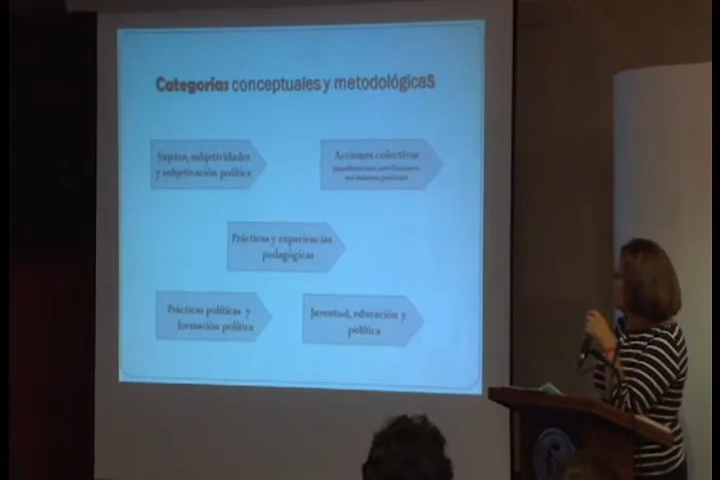 Categorías conceptuales y metodológicas
Sujetos, subjetividades
y subjetivación política
Acciones colectivas
Prácticas y experiencias
pedagógicas
Prácticas políticas y
formación política
Juventud, educación y
política